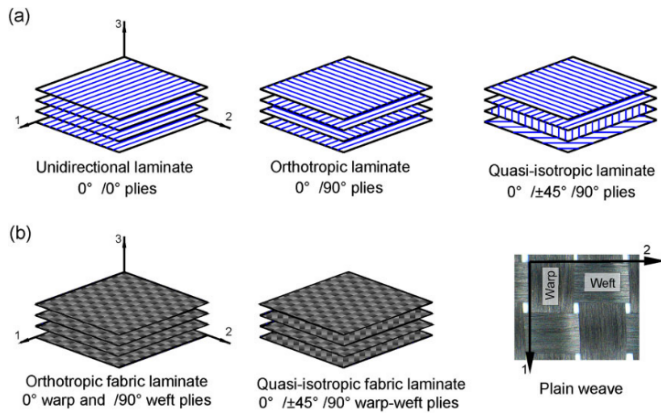 (a)
3
1
2
Unidirectional laminate
0° /0° plies
Orthotropic laminate
0° /90° plies
Quasi-isotropic laminate
0° /±45° /90° plies
(b)
3
1
2
Orthotropic fabric laminate
0° warp and /90° weft plies
Quasi-isotropic fabric laminate
0° /±45° /90° warp-weft plies
2
Warp
Weft
1
Plain weave